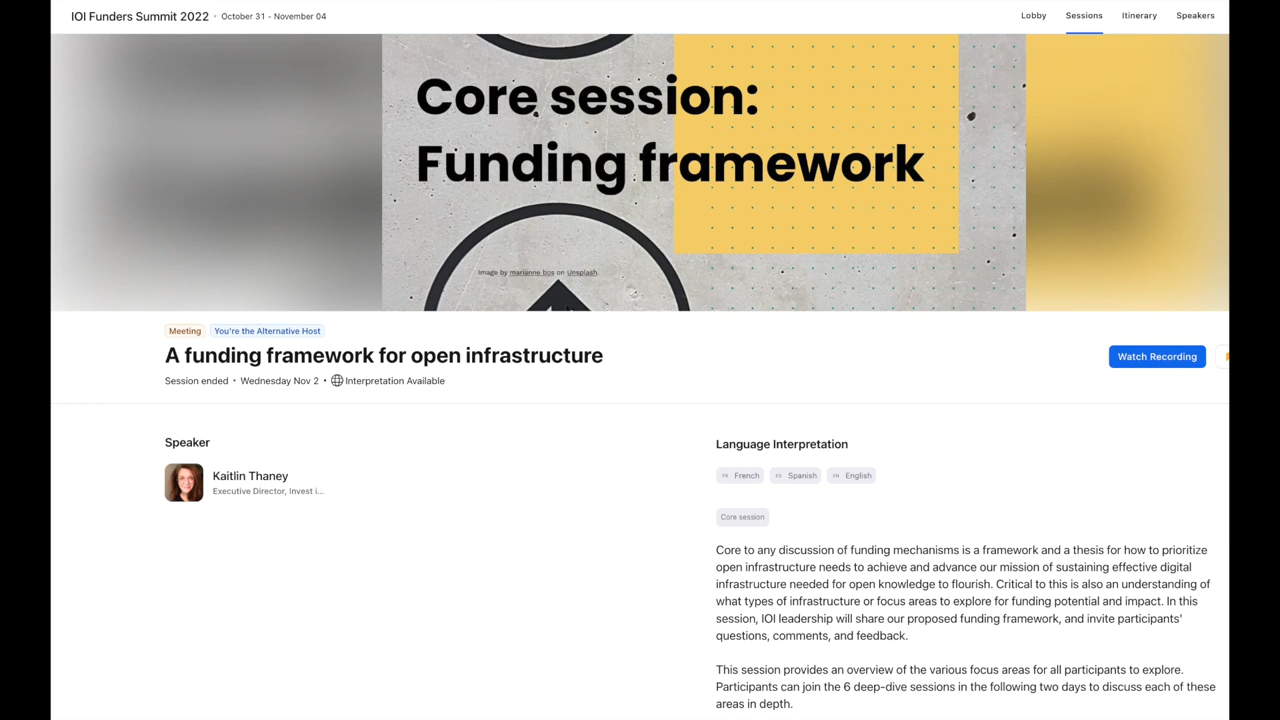 IOI Funders Summit 2022 • October 31 - November 04
Lobby Sessions Itinerary Speakers
Core session:
Funding framework
Image by marianne bos on Unsplash.
Meeting You're the Alternative Host
A funding framework for open infrastructure
Watch Recording
Session ended • Wednesday Nov 2 • Interpretation Available
Speaker
Kaitlin Thaney
Executive Director, Invest i...
Language Interpretation
FR French ES Spanish EN English
Core session
Core to any discussion of funding mechanisms is a framework and a thesis for how to prioritize
open infrastructure needs to achieve and advance our mission of sustaining effective digital
infrastructure needed for open knowledge to flourish. Critical to this is also an understanding of
what types of infrastructure or focus areas to explore for funding potential and impact. In this
session, IOI leadership will share our proposed funding framework, and invite participants'
questions, comments, and feedback.
This session provides an overview of the various focus areas for all participants to explore.
Participants can join the 6 deep-dive sessions in the following two days to discuss each of these
areas in depth.